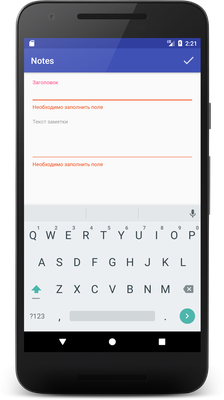 2:21
Notes
Заголовок
Необходимо заполнить поле
Текст заметки
Необходимо заполнить поле
1 2 3 4 5 6 7 8 9 0
Q W E R T Y U I O P
A S D F G H J K L
Z X C V B N M
?123 , .